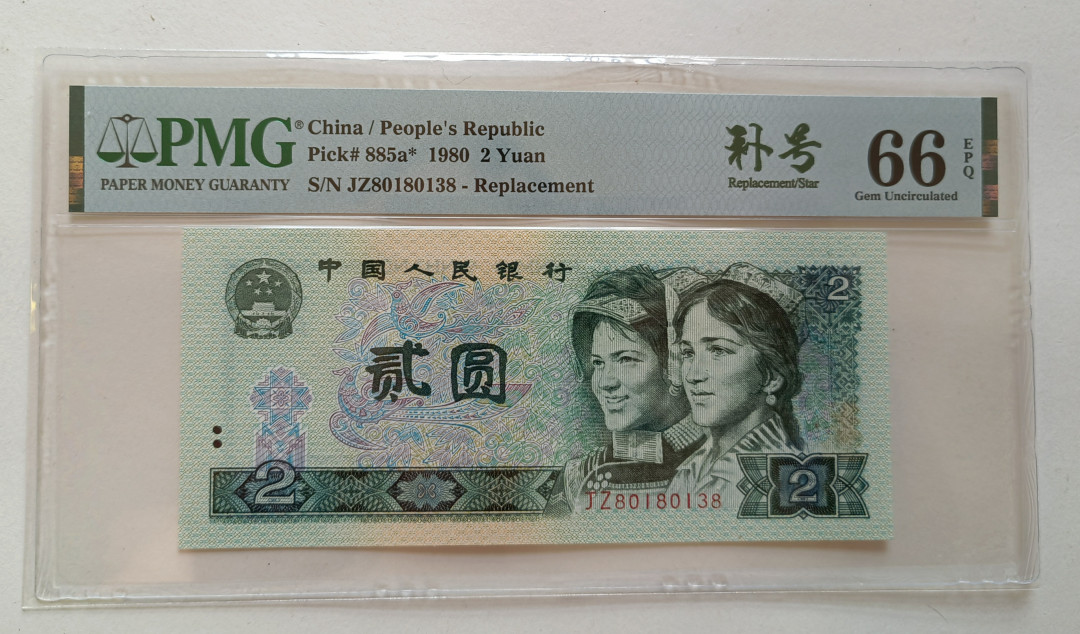 PMG®
PAPER MONEY GUARANTY
China / People's Republic
Pick# 885a* 1980 2 Yuan
S/N JZ80180138 - Replacement
补号
Replacement/Star
66
EPQ
Gem Uncirculated
中国人民银行
2
贰圆
2
JZ80180138
2